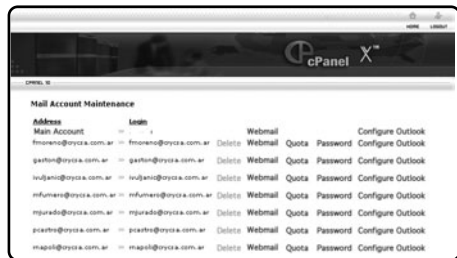 HOME LOGOUT
cPanel X™
CPANEL 10
Mail Account Maintenance
Address Login
Main Account Webmail Configure Outlook
fmoreno@crycsa.com.ar fmoreno@crycsa.com.ar Delete Webmail Quota Password Configure Outlook
gaston@crycsa.com.ar gaston@crycsa.com.ar Delete Webmail Quota Password Configure Outlook
ivuljanic@crycsa.com.ar ivuljanic@crycsa.com.ar Delete Webmail Quota Password Configure Outlook
mfumero@crycsa.com.ar mfumero@crycsa.com.ar Delete Webmail Quota Password Configure Outlook
mjurado@crycsa.com.ar mjurado@crycsa.com.ar Delete Webmail Quota Password Configure Outlook
pcastro@crycsa.com.ar pcastro@crycsa.com.ar Delete Webmail Quota Password Configure Outlook
rnapoli@crycsa.com.ar rnapoli@crycsa.com.ar Delete Webmail Quota Password Configure Outlook